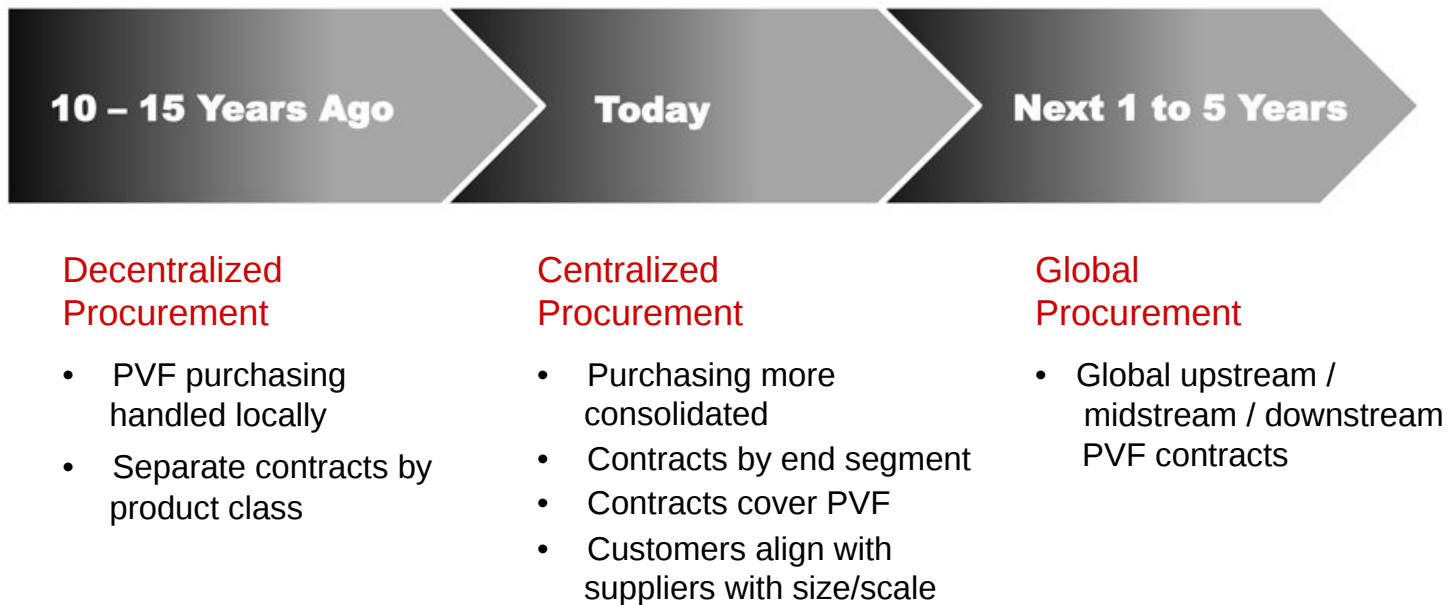 10 – 15 Years Ago
Today
Next 1 to 5 Years
Decentralized
Procurement
• PVF purchasing
handled locally
• Separate contracts by
product class
Centralized
Procurement
• Purchasing more
consolidated
• Contracts by end segment
• Contracts cover PVF
• Customers align with
suppliers with size/scale
Global
Procurement
• Global upstream /
midstream / downstream
PVF contracts